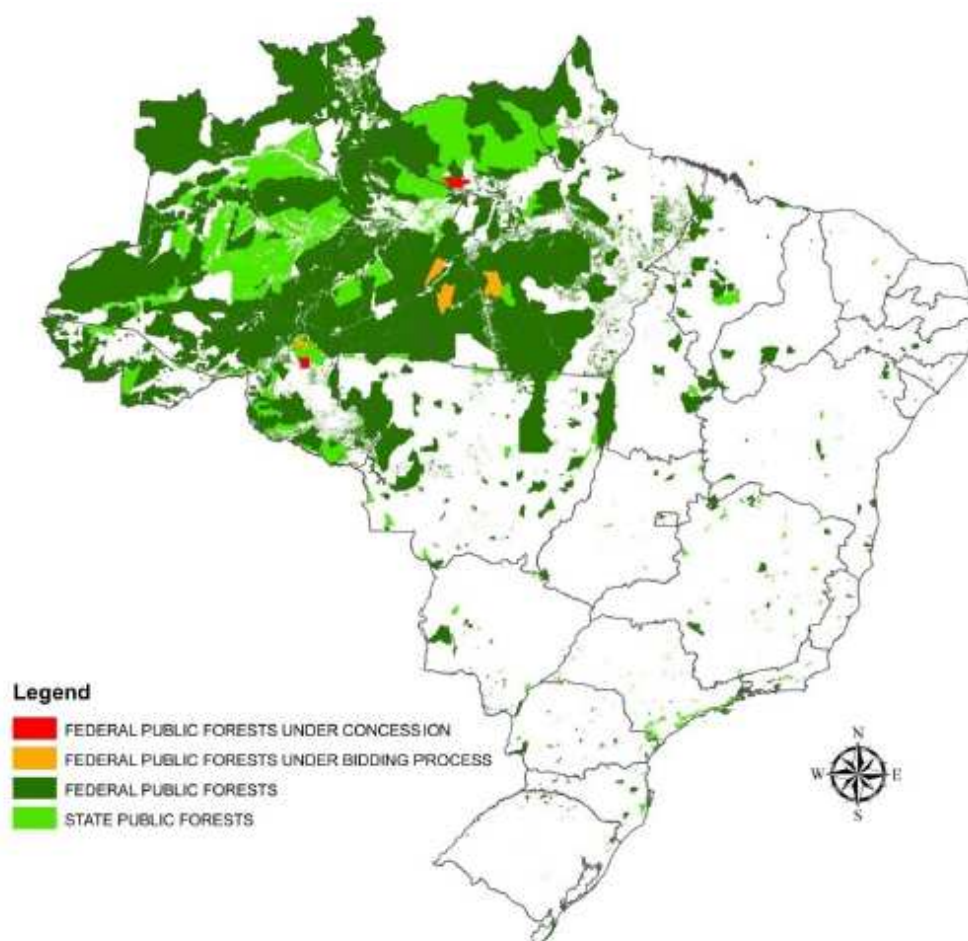 Legend
FEDERAL PUBLIC FORESTS UNDER CONCESSION
FEDERAL PUBLIC FORESTS UNDER BIDDING PROCESS
FEDERAL PUBLIC FORESTS
STATE PUBLIC FORESTS
N
W E
S